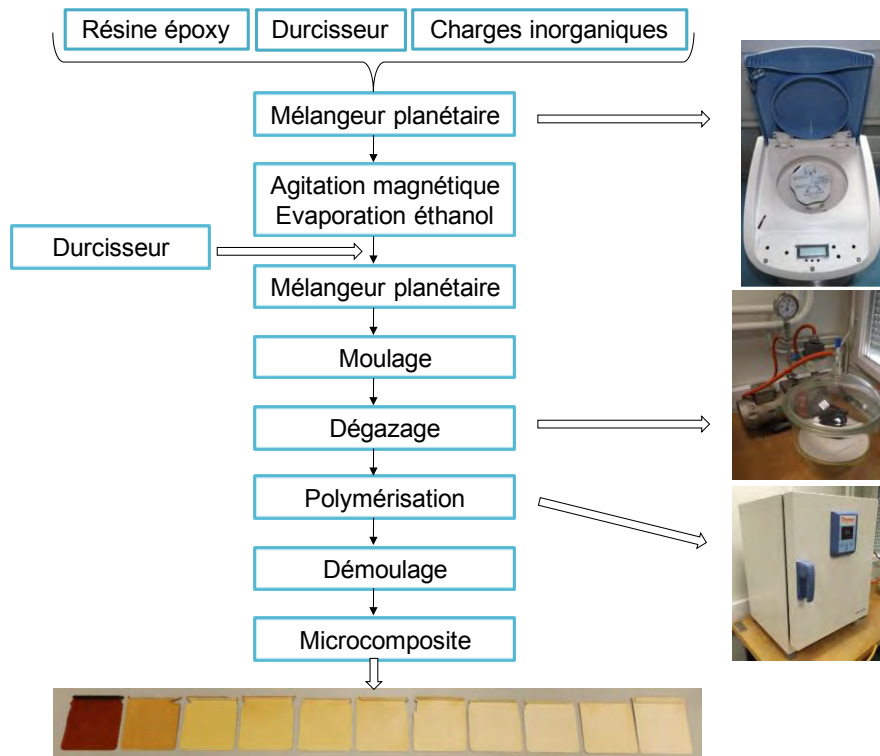 Résine époxy
Durcisseur
Charges inorganiques
Mélangeur planétaire
Agitation magnétique
Evaporation éthanol
Durcisseur
Mélangeur planétaire
Moulage
Dégazage
Polymérisation
Démoulage
Microcomposite